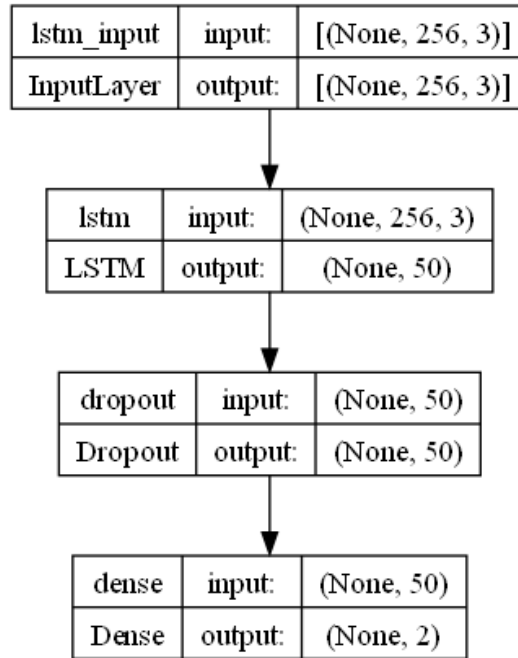 lstm_input input: [(None, 256, 3)]
InputLayer output: [(None, 256, 3)]
lstm input: (None, 256, 3)
LSTM output: (None, 50)
dropout input: (None, 50)
Dropout output: (None, 50)
dense input: (None, 50)
Dense output: (None, 2)